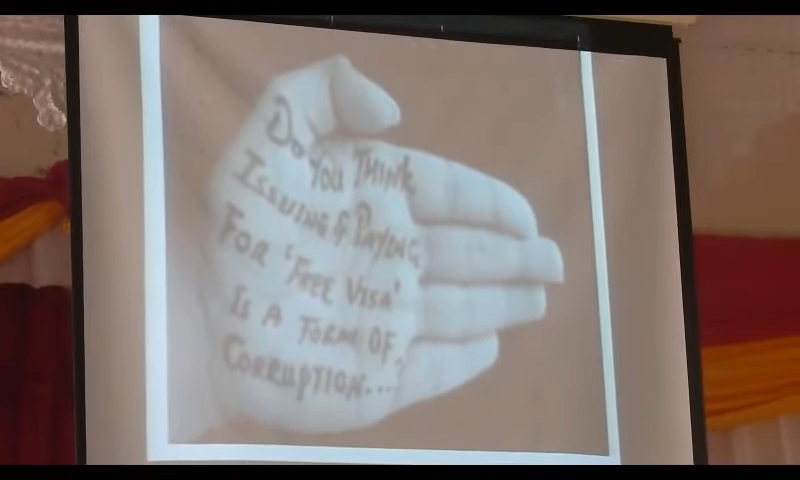 Do You THINK
ISSUING & PAYING
FOR 'FREE VISA'
IS A FORM OF
CORRUPTION...?